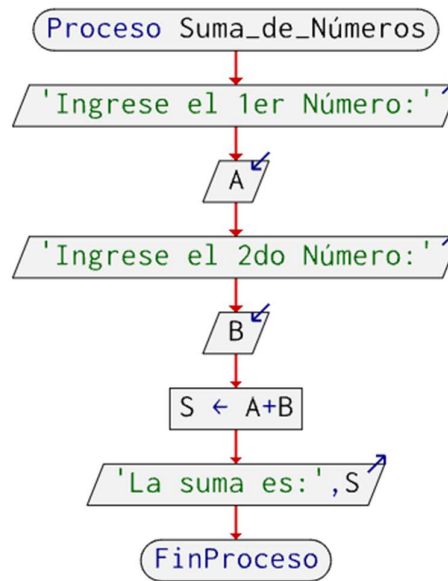 Proceso Suma_de_Números
'Ingrese el 1er Número:'
A
'Ingrese el 2do Número:'
B
S ← A+B
'La suma es:',S
FinProceso